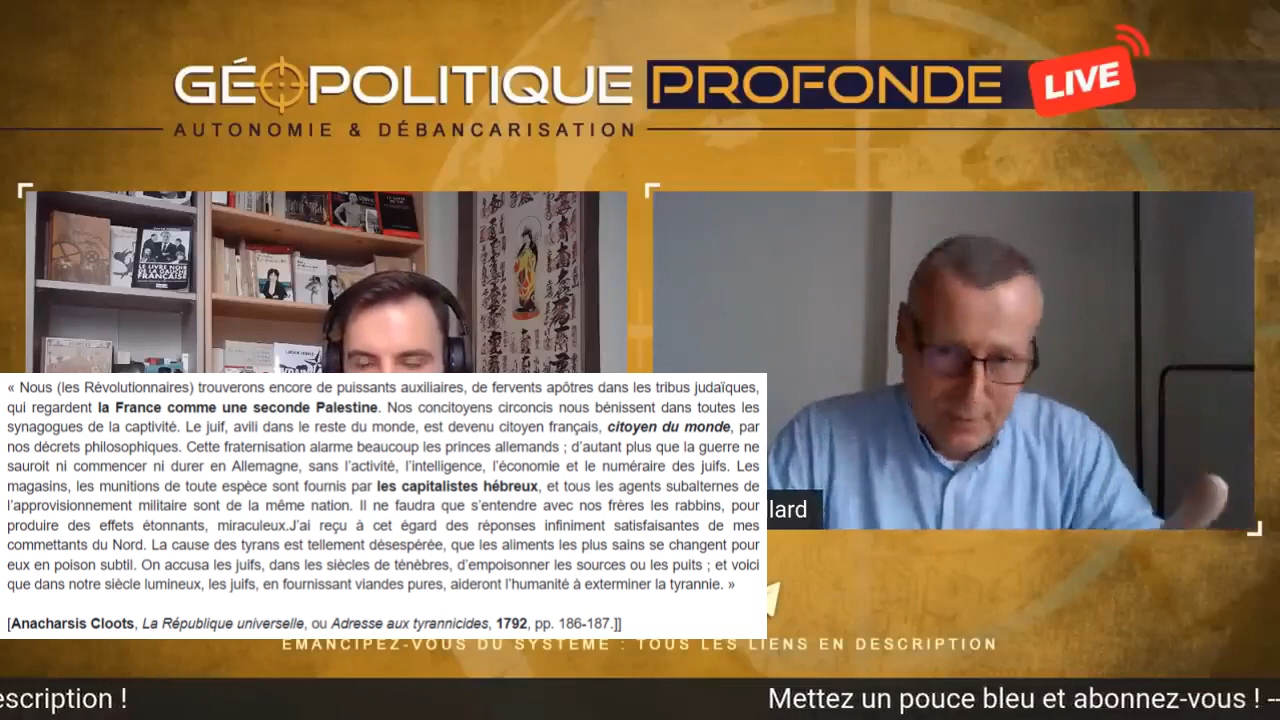 GÉOPOLITIQUE PROFONDE LIVE
AUTONOMIE & DÉBANCARISATION
LE LIVRE NOIR
DE LA GAUCHE
FRANÇAISE
« Nous (les Révolutionnaires) trouverons encore de puissants auxiliaires, de fervents apôtres dans les tribus judaïques,
qui regardent la France comme une seconde Palestine. Nos concitoyens circoncis nous bénissent dans toutes les
synagogues de la captivité. Le juif, avili dans le reste du monde, est devenu citoyen français, citoyen du monde, par
nos décrets philosophiques. Cette fraternisation alarme beaucoup les princes allemands ; d’autant plus que la guerre ne
sauroit ni commencer ni durer en Allemagne, sans l’activité, l’intelligence, l’économie et le numéraire des juifs. Les
magasins, les munitions de toute espèce sont fournis par les capitalistes hébreux, et tous les agents subalternes de
l’approvisionnement militaire sont de la même nation. Il ne faudra que s’entendre avec nos frères les rabbins, pour
produire des effets étonnants, miraculeux.J’ai reçu à cet égard des réponses infiniment satisfaisantes de mes
commettants du Nord. La cause des tyrans est tellement désespérée, que les aliments les plus sains se changent pour
eux en poison subtil. On accusa les juifs, dans les siècles de ténèbres, d’empoisonner les sources ou les puits ; et voici
que dans notre siècle lumineux, les juifs, en fournissant viandes pures, aideront l’humanité à exterminer la tyrannie. »
[Anacharsis Cloots, La République universelle, ou Adresse aux tyrannicides, 1792, pp. 186-187.]]
lard
EMANCIPEZ-VOUS DU SYSTÈME : TOUS LES LIENS EN DESCRIPTION
escription !
Mettez un pouce bleu et abonnez-vous ! --